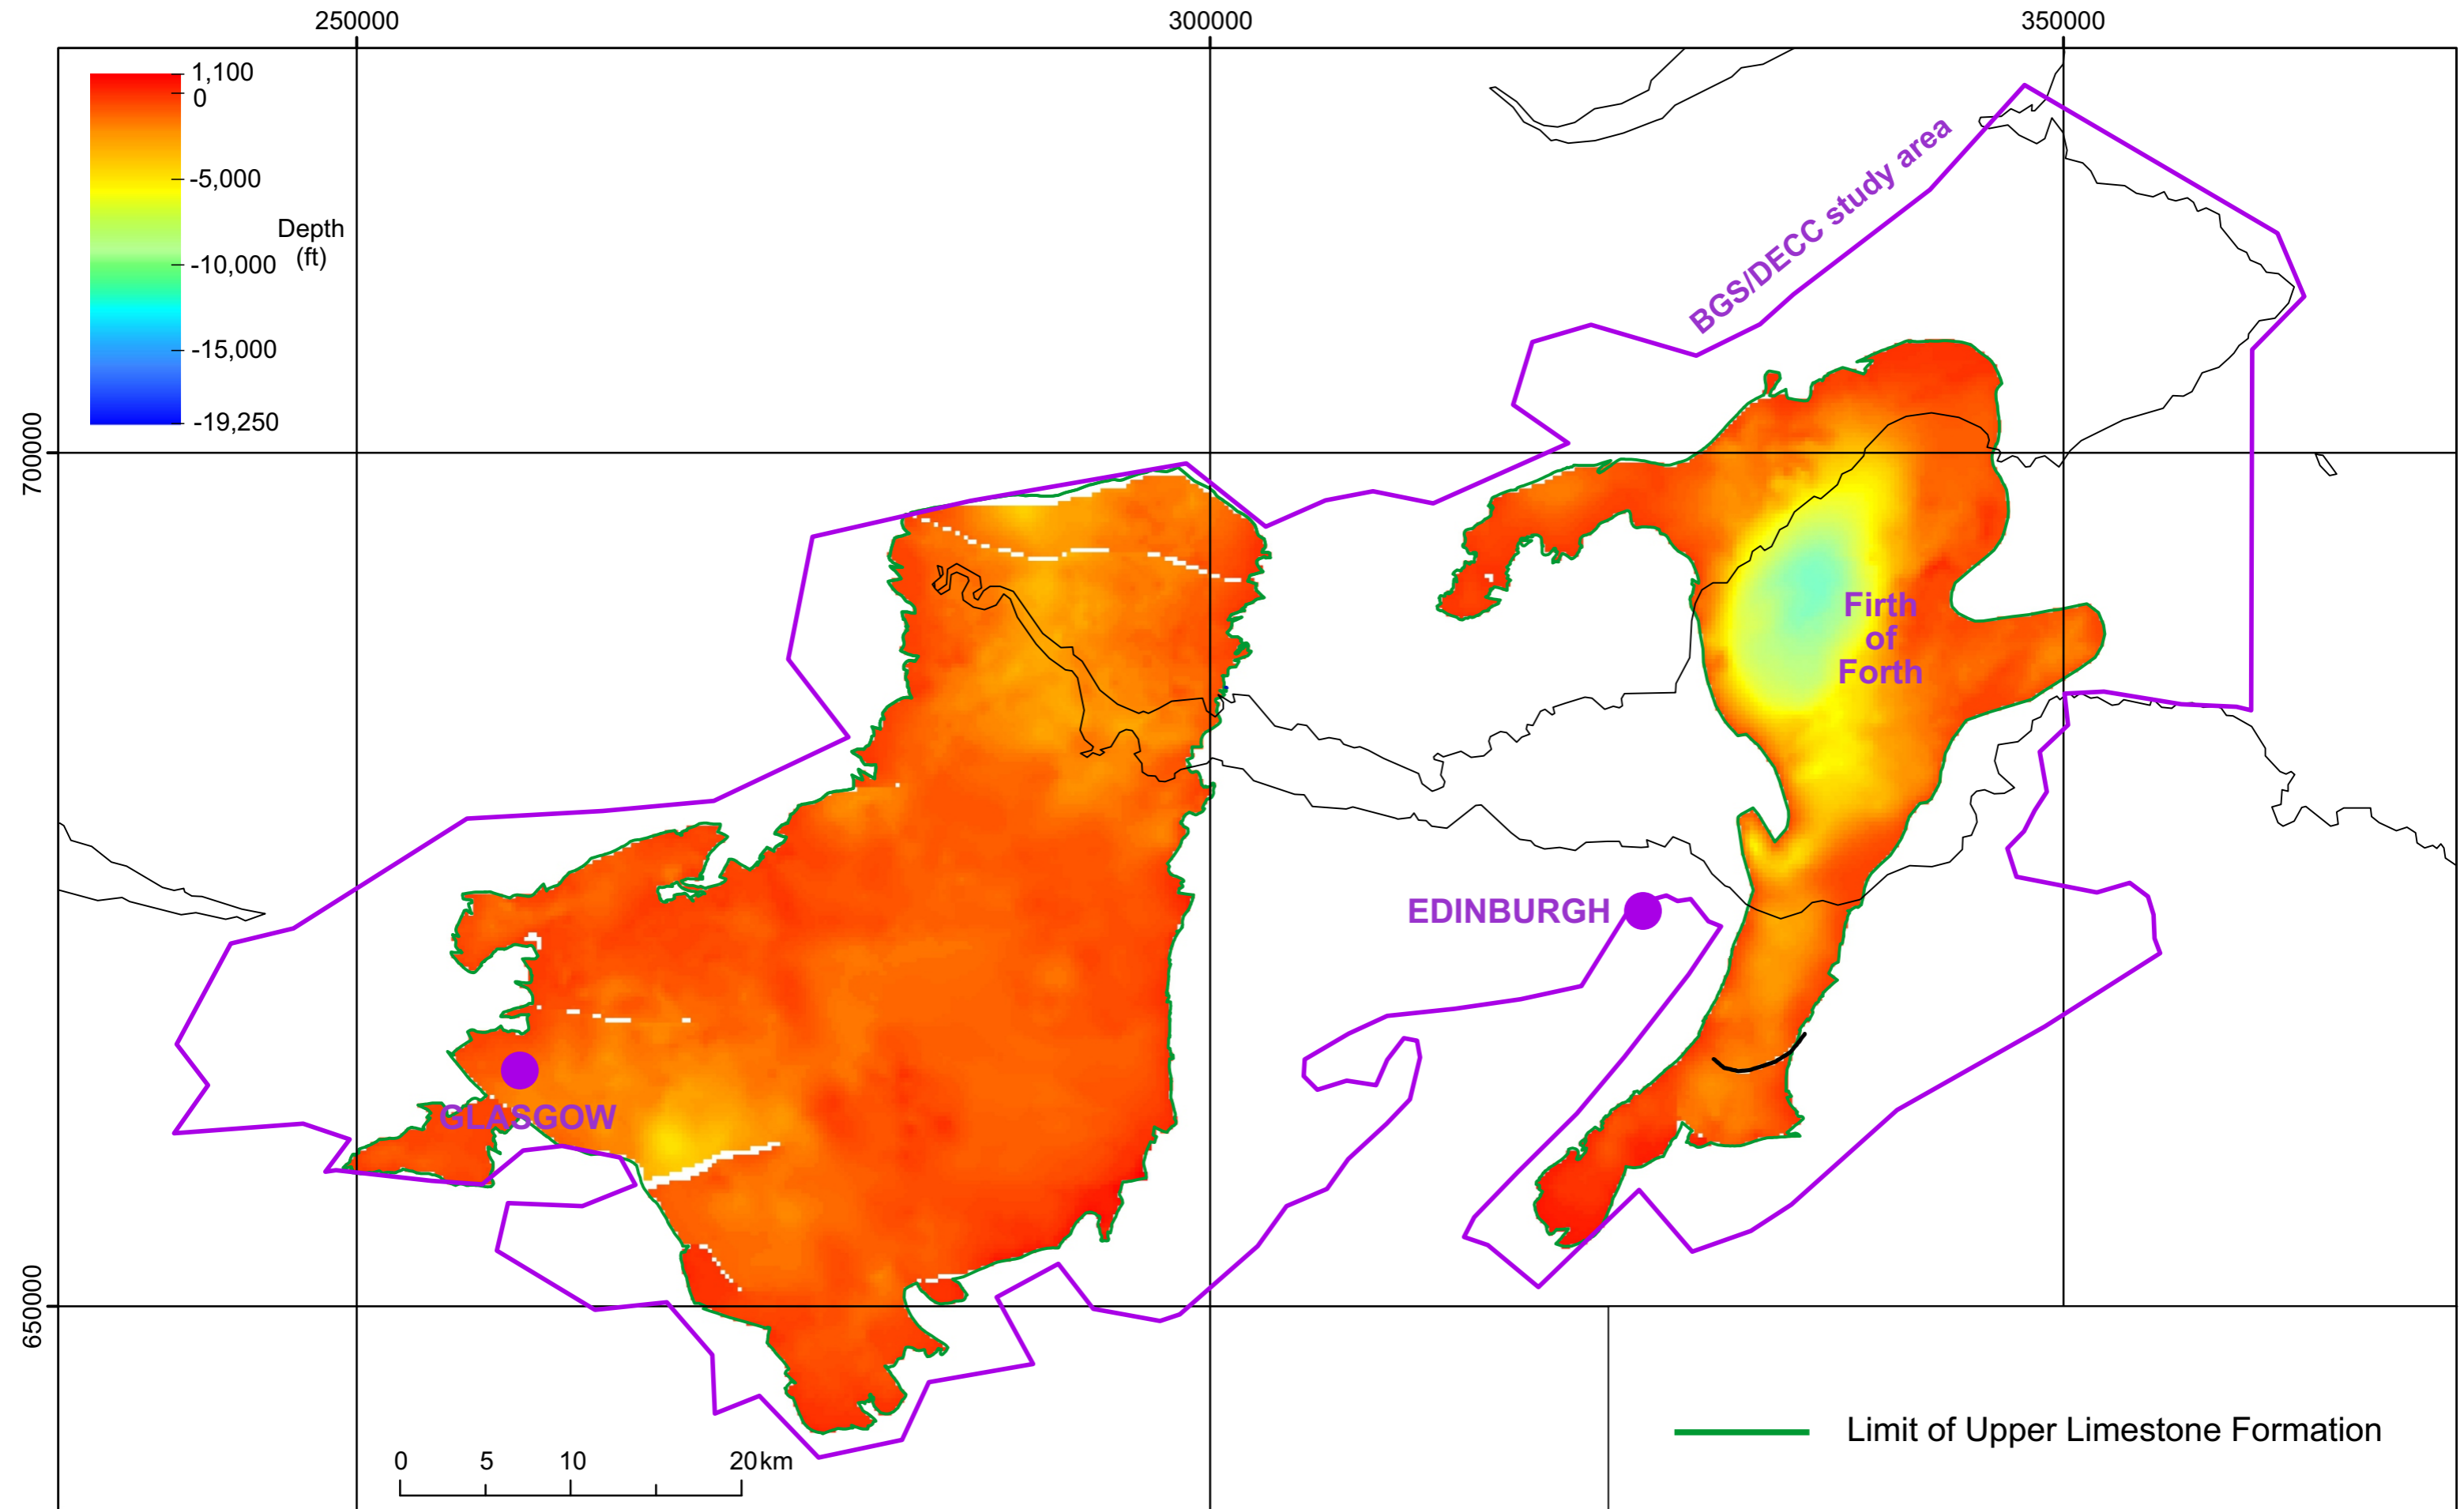 250000
300000
350000
1,100
0
-5,000
Depth
(ft)
-10,000
-15,000
-19,250
BGS/DECC study area
700000
Firth
of
Forth
EDINBURGH
GLASGOW
650000
Limit of Upper Limestone Formation
0
5
10
20km